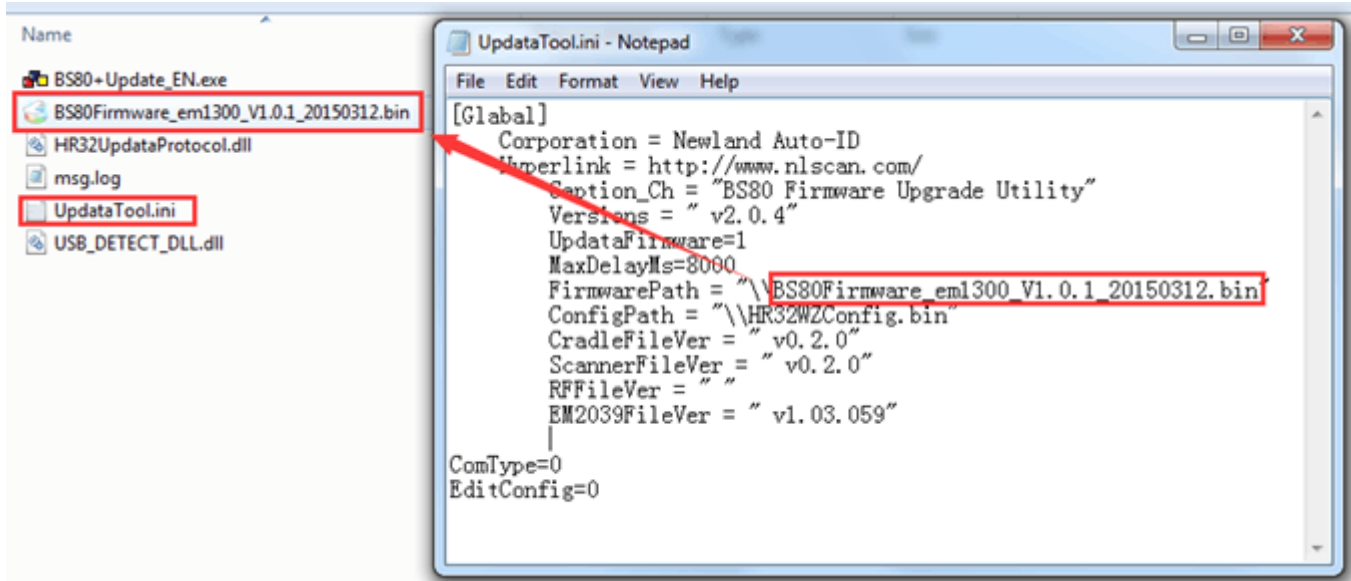 Name
BS80+Update_EN.exe
BS80Firmware_em1300_V1.0.1_20150312.bin
HR32UpdataProtocol.dll
msg.log
UpdataTool.ini
USB_DETECT_DLL.dll
UpdataTool.ini - Notepad
File Edit Format View Help
[Glabal]
Corporation = Newland Auto-ID
Hyperlink = http://www.nlscan.com/
Caption_Ch = "BS80 Firmware Upgrade Utility"
Versions = " v2.0.4"
UpdataFirmware=1
MaxDelayMs=8000
FirmwarePath = "\\BS80Firmware_em1300_V1.0.1_20150312.bin"
ConfigPath = "\\HR32WZConfig.bin"
CradleFileVer = " v0.2.0"
ScannerFileVer = " v0.2.0"
RFFileVer = " "
EM2039FileVer = " v1.03.059"
ComType=0
EditConfig=0